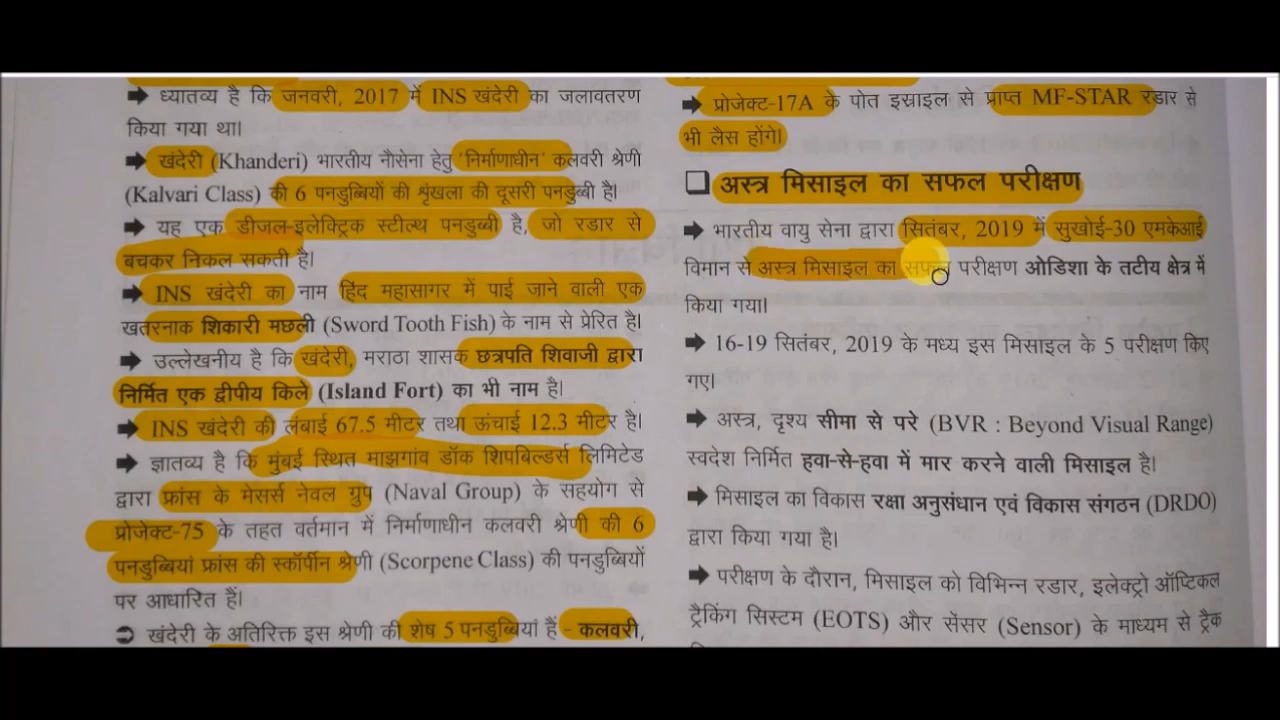 ➡ ध्यातव्य है कि जनवरी, 2017 में INS खंदेरी का जलावतरण
किया गया था।
➡ खंदेरी (Khanderi) भारतीय नौसेना हेतु 'निर्माणाधीन' कलवरी श्रेणी
(Kalvari Class) की 6 पनडुब्बियों की शृंखला की दूसरी पनडुब्बी है।
➡ यह एक डीजल-इलेक्ट्रिक स्टील्थ पनडुब्बी है, जो रडार से
बचकर निकल सकती है।
➡ INS खंदेरी का नाम हिंद महासागर में पाई जाने वाली एक
खतरनाक शिकारी मछली (Sword Tooth Fish) के नाम से प्रेरित है।
➡ उल्लेखनीय है कि खंदेरी, मराठा शासक छत्रपति शिवाजी द्वारा
निर्मित एक द्वीपीय किले (Island Fort) का भी नाम है।
➡ INS खंदेरी की लंबाई 67.5 मीटर तथा ऊंचाई 12.3 मीटर है।
➡ ज्ञातव्य है कि मुंबई स्थित माझगांव डॉक शिपबिल्डर्स लिमिटेड
द्वारा फ्रांस के मेसर्स नेवल ग्रुप (Naval Group) के सहयोग से
प्रोजेक्ट-75 के तहत वर्तमान में निर्माणाधीन कलवरी श्रेणी की 6
पनडुब्बियां फ्रांस की स्कॉर्पीन श्रेणी (Scorpene Class) की पनडुब्बियों
पर आधारित हैं।
➲ खंदेरी के अतिरिक्त इस श्रेणी की शेष 5 पनडुब्बियां हैं - कलवरी,
➡ प्रोजेक्ट-17A के पोत इस्राइल से प्राप्त MF-STAR रडार से
भी लैस होंगे।
❑ अस्त्र मिसाइल का सफल परीक्षण
➡ भारतीय वायु सेना द्वारा सितंबर, 2019 में सुखोई-30 एमकेआई
विमान से अस्त्र मिसाइल का सफल परीक्षण ओडिशा के तटीय क्षेत्र में
किया गया।
➡ 16-19 सितंबर, 2019 के मध्य इस मिसाइल के 5 परीक्षण किए
गए।
➡ अस्त्र, दृश्य सीमा से परे (BVR : Beyond Visual Range)
स्वदेश निर्मित हवा-से-हवा में मार करने वाली मिसाइल है।
➡ मिसाइल का विकास रक्षा अनुसंधान एवं विकास संगठन (DRDO)
द्वारा किया गया है।
➡ परीक्षण के दौरान, मिसाइल को विभिन्न रडार, इलेक्ट्रो ऑप्टिकल
ट्रैकिंग सिस्टम (EOTS) और सेंसर (Sensor) के माध्यम से ट्रैक